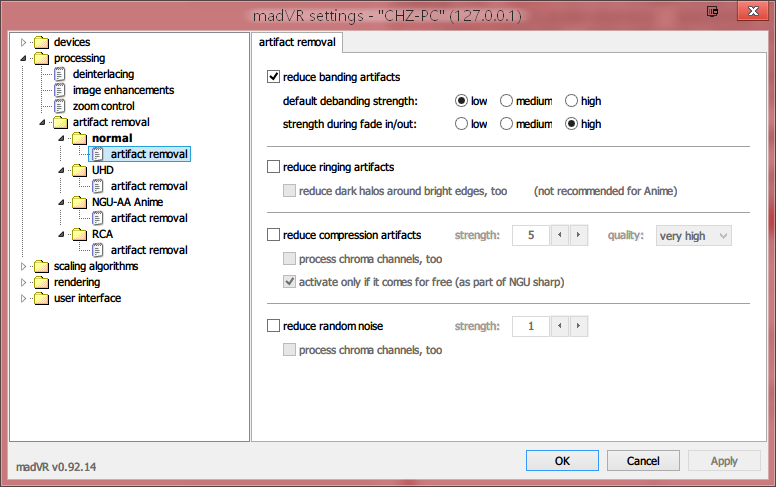 madVR settings - "CHZ-PC" (127.0.0.1)
devices
processing
deinterlacing
image enhancements
zoom control
artifact removal
normal
artifact removal
UHD
artifact removal
NGU-AA Anime
artifact removal
RCA
artifact removal
scaling algorithms
rendering
user interface
artifact removal
reduce banding artifacts
default debanding strength: low medium high
strength during fade in/out: low medium high
reduce ringing artifacts
reduce dark halos around bright edges, too (not recommended for Anime)
reduce compression artifacts strength: 5 quality: very high
process chroma channels, too
activate only if it comes for free (as part of NGU sharp)
reduce random noise strength: 1
process chroma channels, too
madVR v0.92.14
OK Cancel Apply